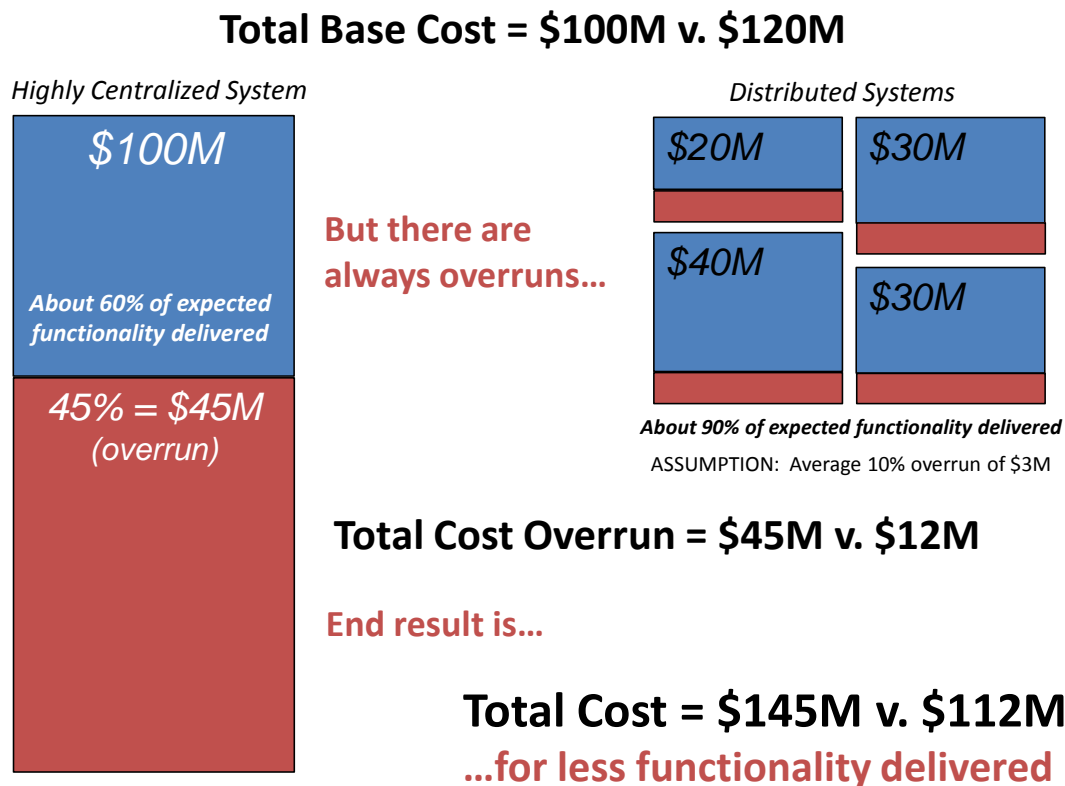 Total Base Cost = $100M v. $120M
Highly Centralized System
$100M
About 60% of expected
functionality delivered
45% = $45M
(overrun)
But there are
always overruns…
Distributed Systems
$20M
$30M
$40M
$30M
About 90% of expected functionality delivered
ASSUMPTION: Average 10% overrun of $3M
Total Cost Overrun = $45M v. $12M
End result is…
Total Cost = $145M v. $112M
…for less functionality delivered